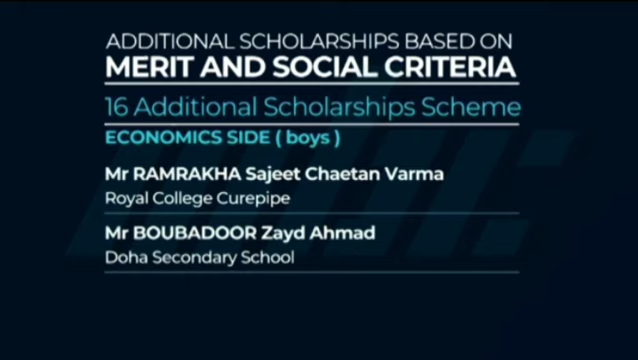 ADDITIONAL SCHOLARSHIPS BASED ON
MERIT AND SOCIAL CRITERIA
16 Additional Scholarships Scheme
ECONOMICS SIDE ( boys )
Mr RAMRAKHA Sajeet Chaetan Varma
Royal College Curepipe
Mr BOUBADOOR Zayd Ahmad
Doha Secondary School